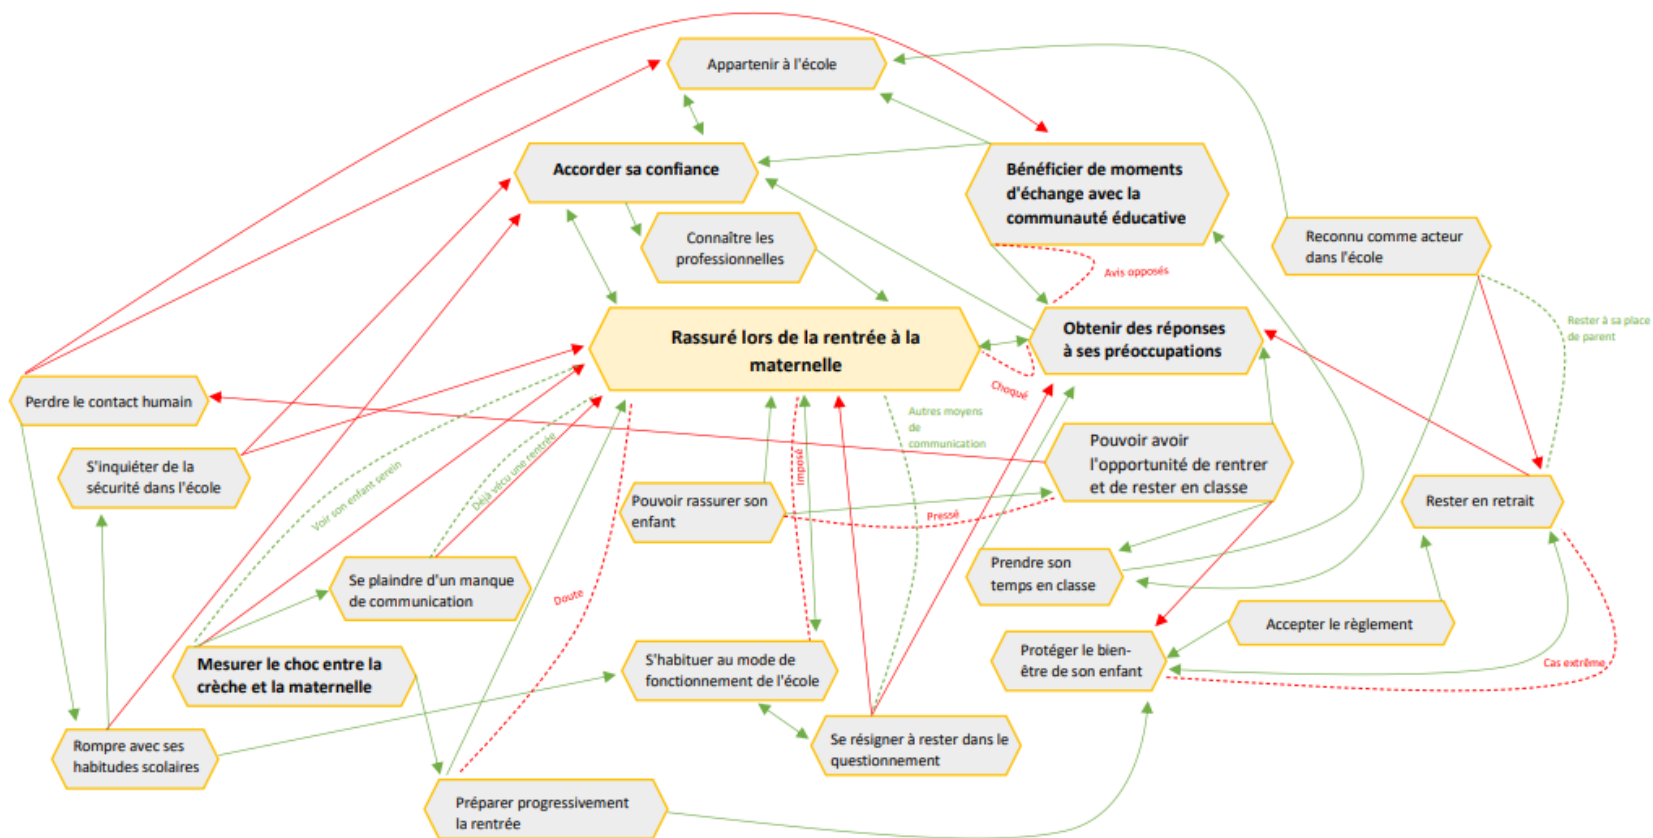 Appartenir à l'école
Accorder sa confiance
Bénéficier de moments
d'échange avec la
communauté éducative
Connaître les
professionnelles
Reconnu comme acteur
dans l'école
Avis opposés
Rassuré lors de la rentrée à la
maternelle
Obtenir des réponses
à ses préoccupations
Rester à sa place
de parent
Choqué
Perdre le contact humain
Autres moyens
de
communication
S'inquiéter de la
sécurité dans l'école
Voir son enfant serein
Déjà vécu une rentrée
Imposé
Pouvoir avoir
l'opportunité de rentrer
et de rester en classe
Pouvoir rassurer son
enfant
Pressé
Rester en retrait
Se plaindre d'un manque
de communication
Doute
Prendre son
temps en classe
Accepter le règlement
Mesurer le choc entre la
crèche et la maternelle
S'habituer au mode de
fonctionnement de l'école
Protéger le bien-
être de son enfant
Cas extrême
Rompre avec ses
habitudes scolaires
Se résigner à rester dans le
questionnement
Préparer progressivement
la rentrée